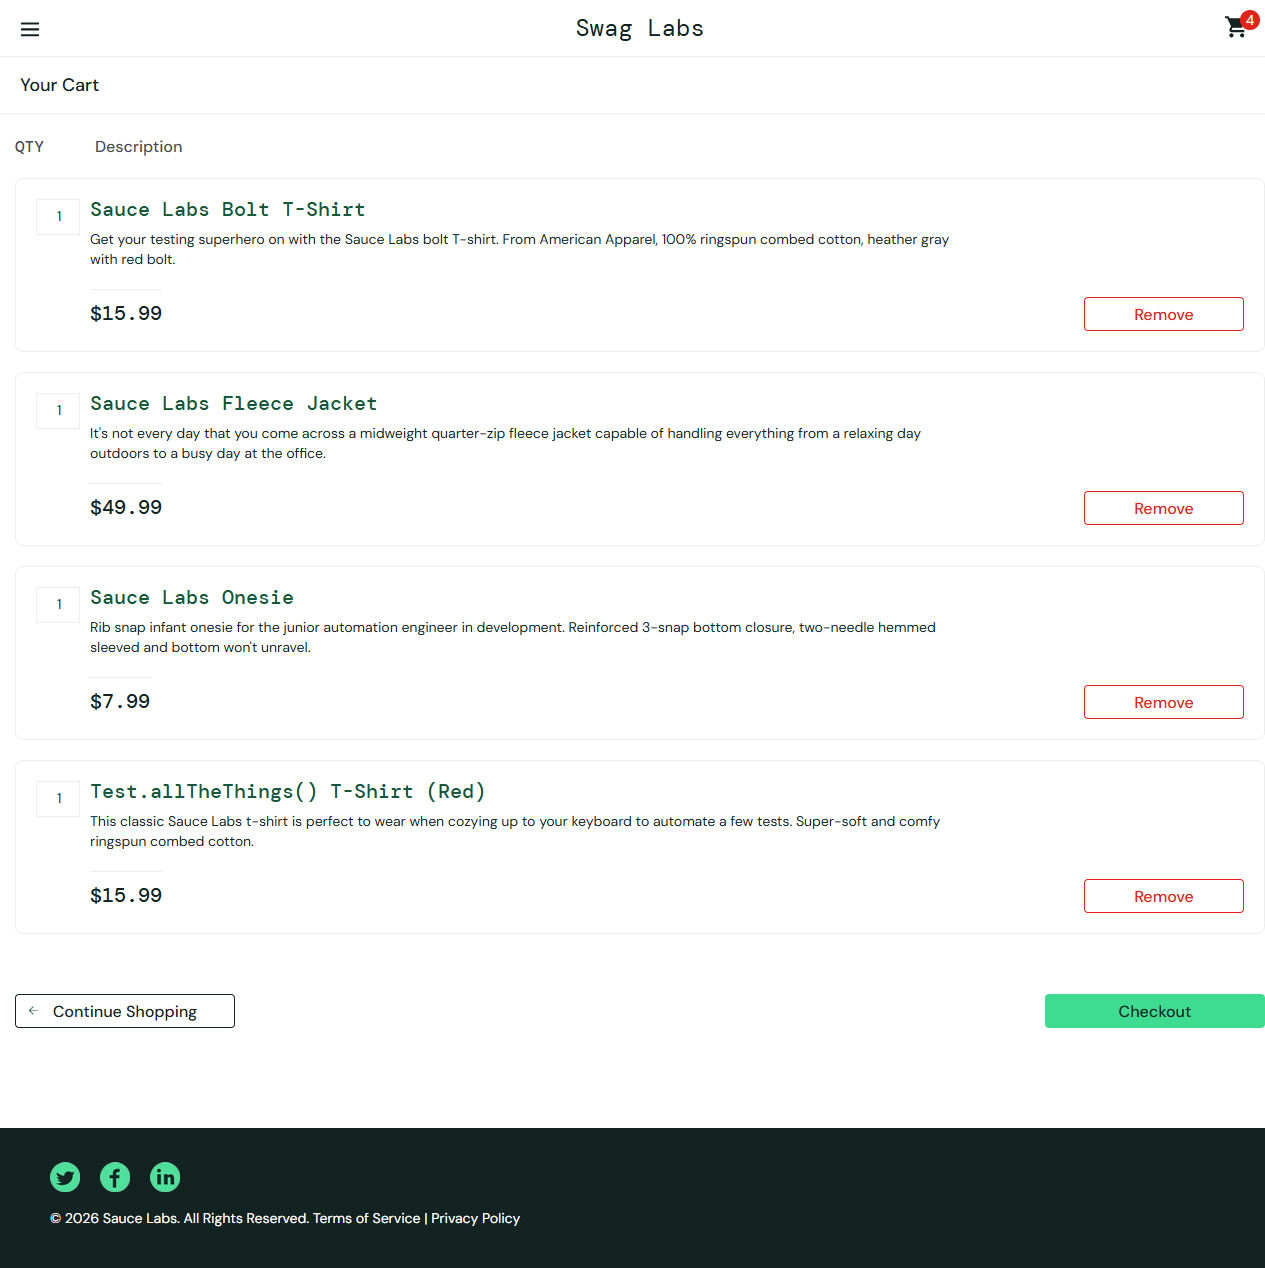 Swag Labs
4
Your Cart
QTY Description
1
Sauce Labs Bolt T-Shirt
Get your testing superhero on with the Sauce Labs bolt T-shirt. From American Apparel, 100% ringspun combed cotton, heather gray
with red bolt.
$15.99
Remove
1
Sauce Labs Fleece Jacket
It's not every day that you come across a midweight quarter-zip fleece jacket capable of handling everything from a relaxing day
outdoors to a busy day at the office.
$49.99
Remove
1
Sauce Labs Onesie
Rib snap infant onesie for the junior automation engineer in development. Reinforced 3-snap bottom closure, two-needle hemmed
sleeved and bottom won't unravel.
$7.99
Remove
1
Test.allTheThings() T-Shirt (Red)
This classic Sauce Labs t-shirt is perfect to wear when cozying up to your keyboard to automate a few tests. Super-soft and comfy
ringspun combed cotton.
$15.99
Remove
Continue Shopping
Checkout
© 2026 Sauce Labs. All Rights Reserved. Terms of Service | Privacy Policy